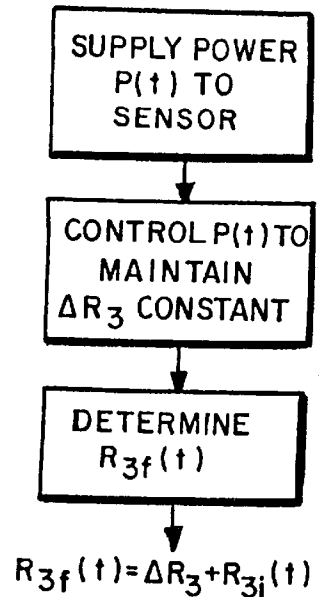 SUPPLY POWER
P(t) TO
SENSOR
CONTROL P(t) TO
MAINTAIN
ΔR₃ CONSTANT
DETERMINE
R₃f(t)
R₃f(t)=ΔR₃+R₃i(t)